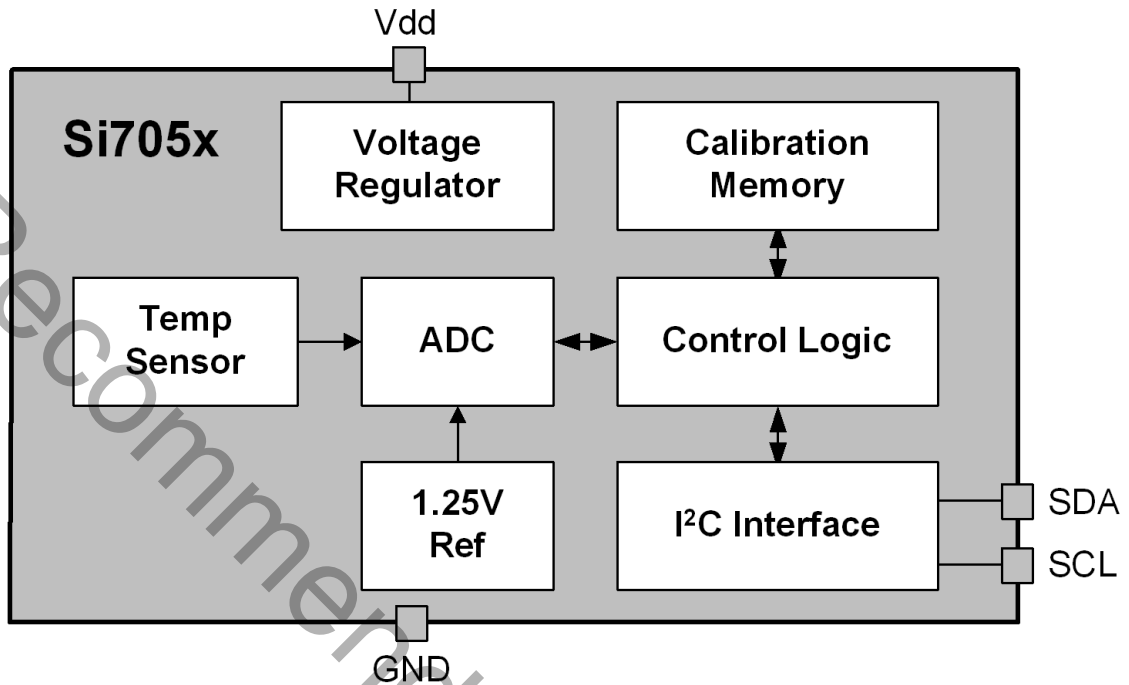 Vdd
Si705x
Voltage
Regulator
Calibration
Memory
Temp
Sensor
ADC
Control Logic
1.25V
Ref
I²C Interface
SDA
SCL
GND